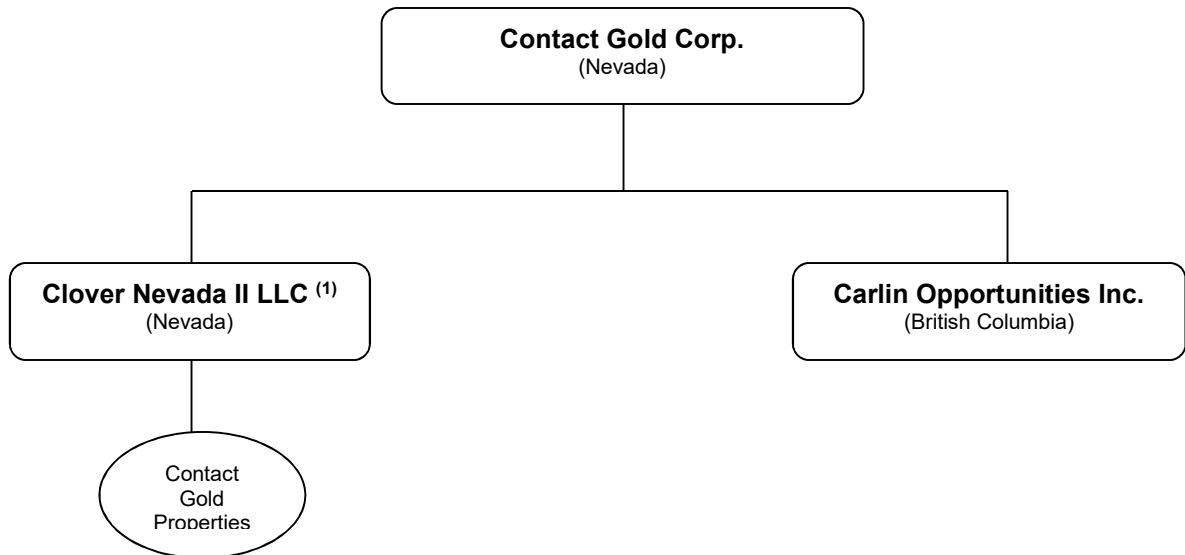 Contact Gold Corp.
(Nevada)
Clover Nevada II LLC (1)
(Nevada)
Carlin Opportunities Inc.
(British Columbia)
Contact
Gold
Properties